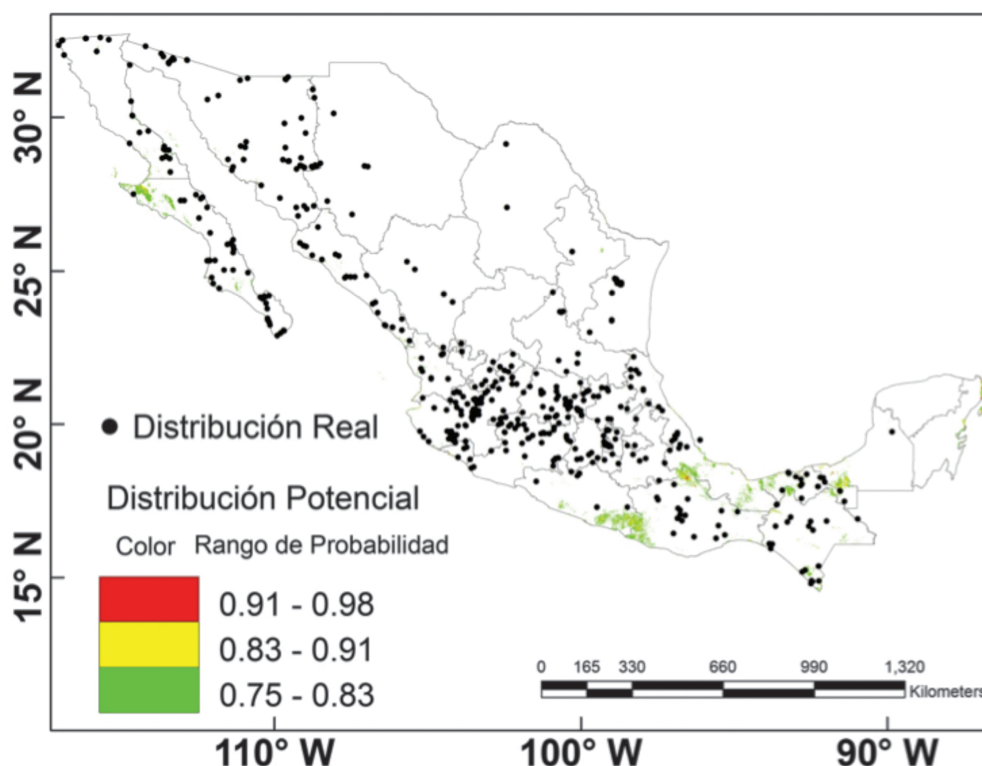 30° N
25° N
20° N
15° N
Distribución Real
Distribución Potencial
Color Rango de Probabilidad
0.91 - 0.98
0.83 - 0.91
0.75 - 0.83
0 165 330 660 990 1,320
Kilometers
110° W 100° W 90° W